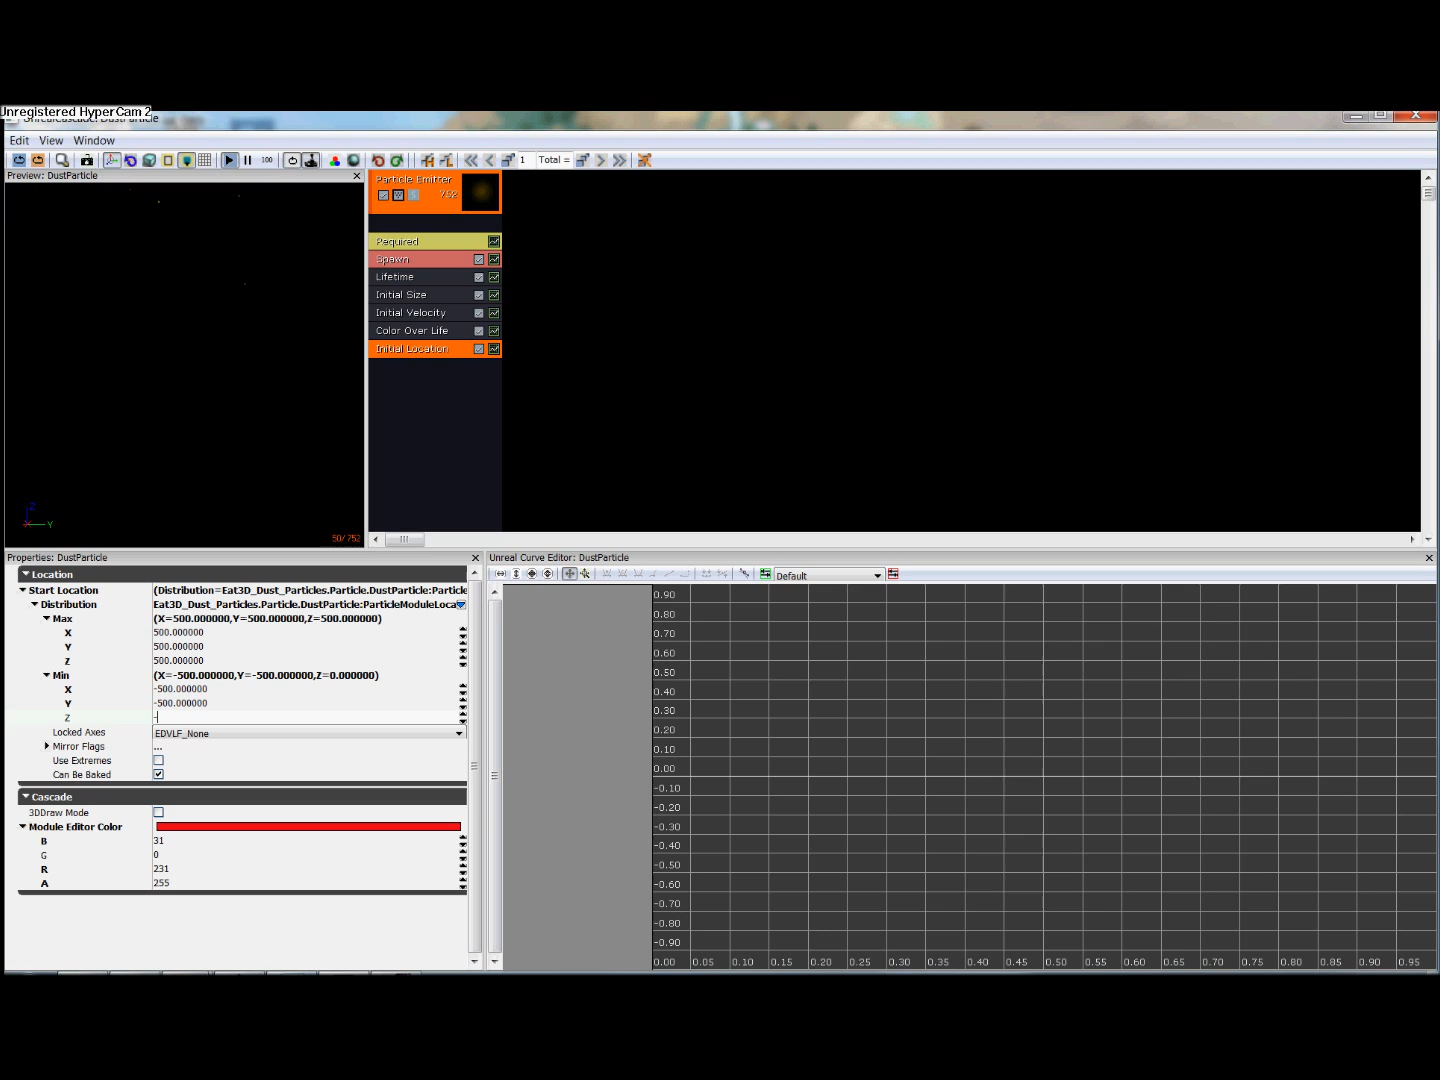 Unregistered HyperCam 2
UnrealCascade: DustParticle
Edit View Window
100
1 Total =
Preview: DustParticle
Particle Emitter
752
Required
Spawn
Lifetime
Initial Size
Initial Velocity
Color Over Life
Initial Location
Z
X Y
50/752
Properties: DustParticle
Location
Start Location (Distribution=Eat3D_Dust_Particles.Particle.DustParticle:Particle
Distribution Eat3D_Dust_Particles.Particle.DustParticle:ParticleModuleLoca
Max (X=500.000000,Y=500.000000,Z=500.000000)
X 500.000000
Y 500.000000
Z 500.000000
Min (X=-500.000000,Y=-500.000000,Z=0.000000)
X -500.000000
Y -500.000000
Z -
Locked Axes EDVLF_None
Mirror Flags ...
Use Extremes
Can Be Baked
Cascade
3DDraw Mode
Module Editor Color
B 31
G 0
R 231
A 255
Unreal Curve Editor: DustParticle
Default
0.90
0.80
0.70
0.60
0.50
0.40
0.30
0.20
0.10
0.00
-0.10
-0.20
-0.30
-0.40
-0.50
-0.60
-0.70
-0.80
-0.90
0.00 0.05 0.10 0.15 0.20 0.25 0.30 0.35 0.40 0.45 0.50 0.55 0.60 0.65 0.70 0.75 0.80 0.85 0.90 0.95